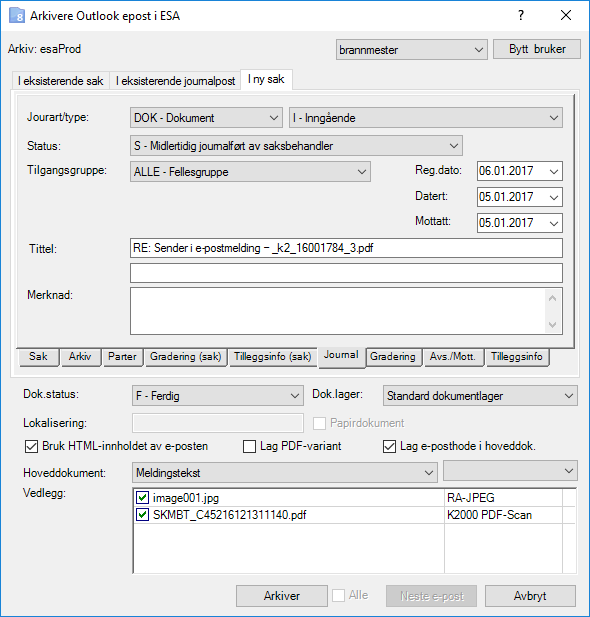 Arkivere Outlook epost i ESA
Arkiv: esaProd
brannmester
Bytt bruker
I eksisterende sak
I eksisterende journalpost
I ny sak
Jourart/type:
DOK - Dokument
I - Inngående
Status:
S - Midlertidig journalført av saksbehandler
Tilgangsgruppe:
ALLE - Fellesgruppe
Reg.dato:
06.01.2017
Datert:
05.01.2017
Mottatt:
05.01.2017
Tittel:
RE: Sender i e-postmelding – _k2_16001784_3.pdf
Merknad:
Sak
Arkiv
Parter
Gradering (sak)
Tilleggsinfo (sak)
Journal
Gradering
Avs./Mott.
Tilleggsinfo
Dok.status:
F - Ferdig
Dok.lager:
Standard dokumentlager
Lokalisering:
Papirdokument
Bruk HTML-innholdet av e-posten
Lag PDF-variant
Lag e-posthode i hoveddok.
Hoveddokument:
Meldingstekst
Vedlegg:
image001.jpg
RA-JPEG
SKMBT_C45216121311140.pdf
K2000 PDF-Scan
Arkiver
Alle
Neste e-post
Avbryt